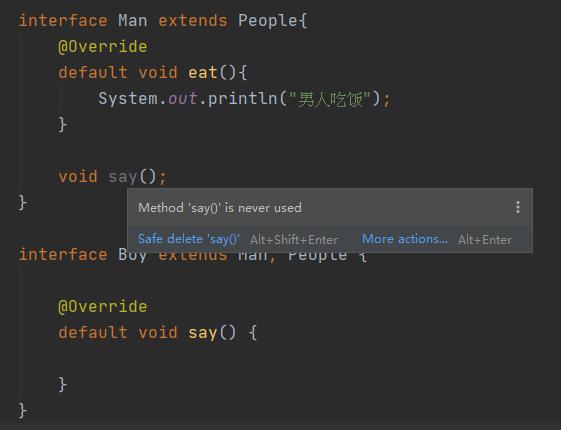 interface Man extends People{
@Override
default void eat(){
System.out.println("男人吃饭");
}
void say();
}
Method 'say()' is never used
Safe delete 'say()' Alt+Shift+Enter More actions... Alt+Enter
interface Boy extends Man, People {
@Override
default void say() {
}
}